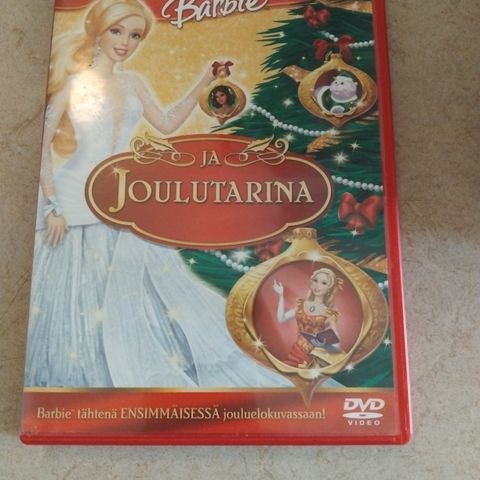 Barbie
JA
JOULUTARINA
Barbie™ tähtenä ENSIMMÄISESSÄ jouluelokuvassaan!
DVD
VIDEO